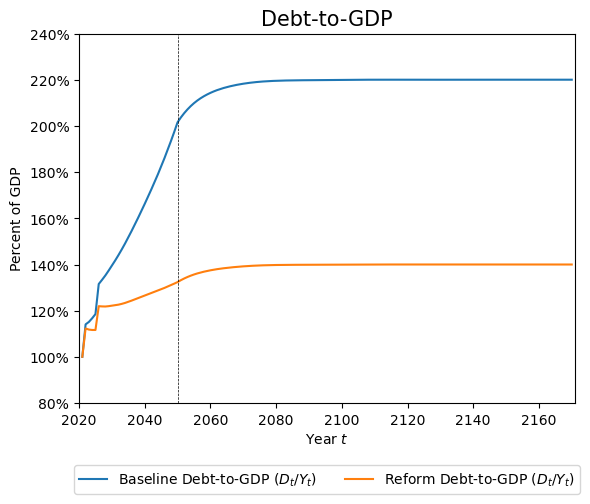 Debt-to-GDP
Percent of GDP
240%
220%
200%
180%
160%
140%
120%
100%
80%
2020 2040 2060 2080 2100 2120 2140 2160
Year t
Baseline Debt-to-GDP (Dₜ/Yₜ) Reform Debt-to-GDP (Dₜ/Yₜ)